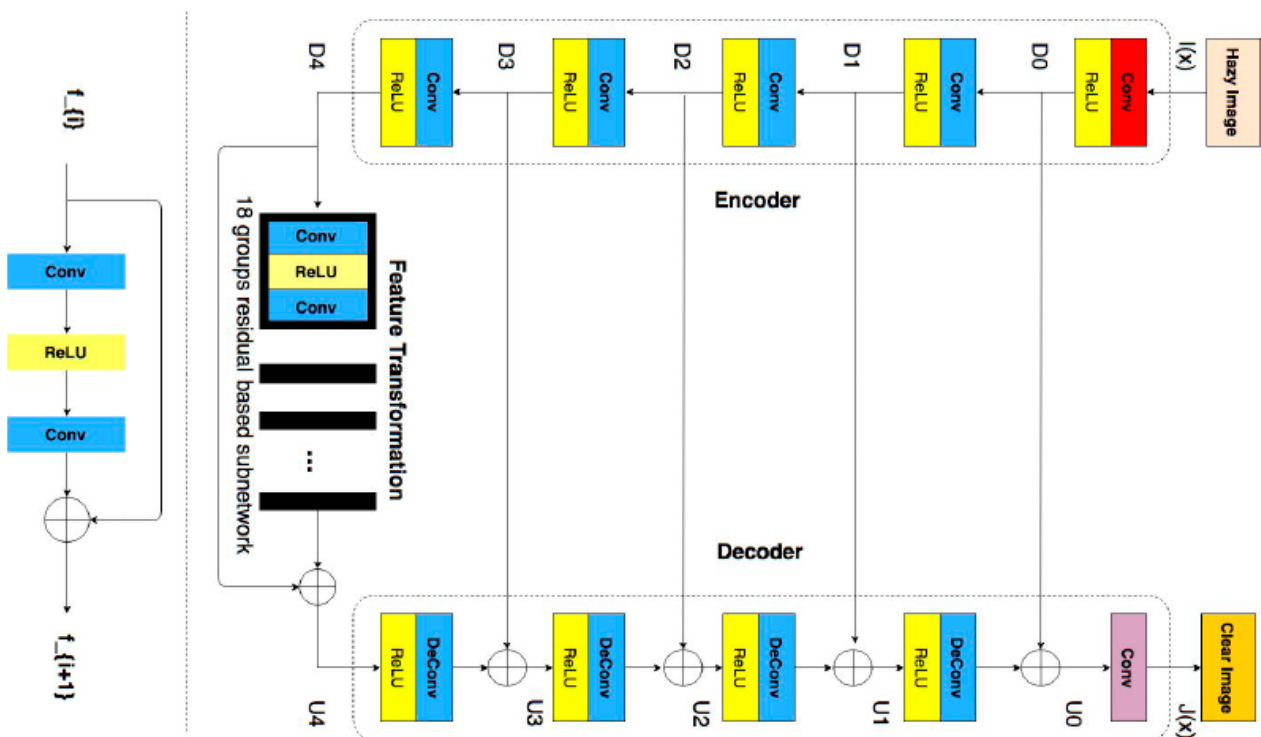 Hazy Image
I(x)
Conv
ReLU
D0
Conv
ReLU
D1
Conv
ReLU
D2
Conv
ReLU
D3
Conv
ReLU
D4
Encoder
Feature Transformation
Conv
ReLU
Conv
...
18 groups residual based subnetwork
Decoder
U4
DeConv
ReLU
U3
DeConv
ReLU
U2
DeConv
ReLU
U1
DeConv
ReLU
U0
Conv
J(x)
Clear Image
f_{i}
Conv
ReLU
Conv
f_{i+1}